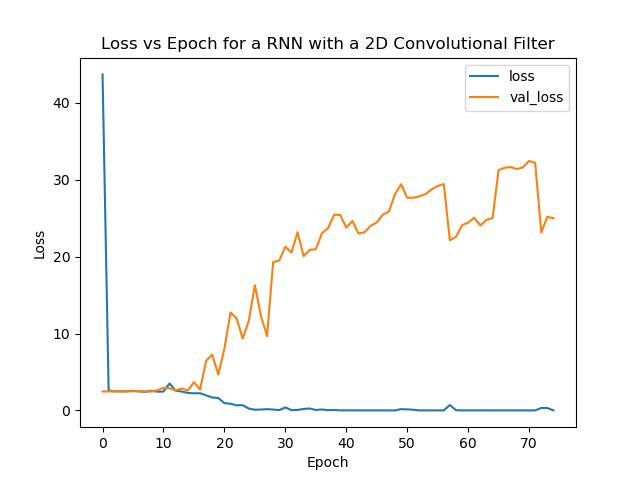 Loss vs Epoch for a RNN with a 2D Convolutional Filter
loss
val_loss
40
30
20
10
0
Loss
0 10 20 30 40 50 60 70
Epoch